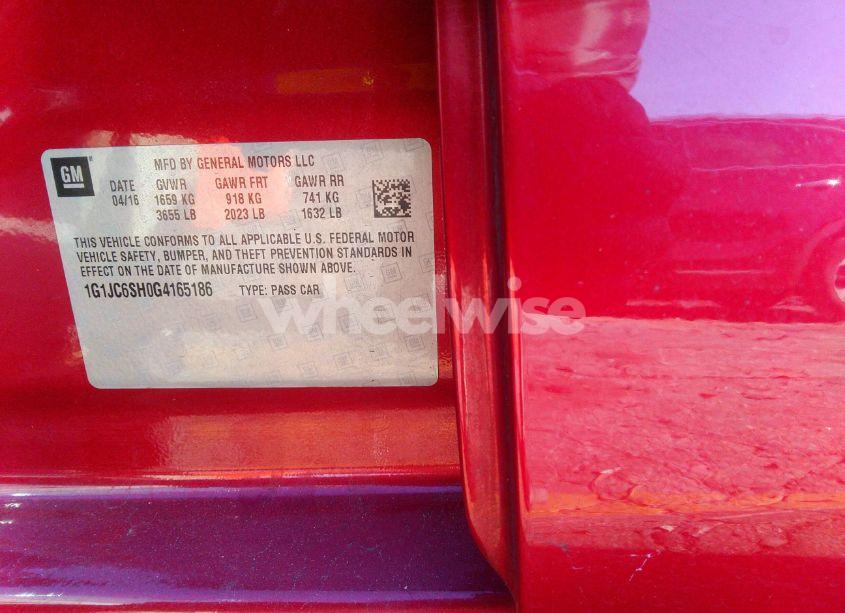 GM
MFD BY GENERAL MOTORS LLC
DATE GVWR GAWR FRT GAWR RR
04/16 1659 KG 918 KG 741 KG
3655 LB 2023 LB 1632 LB
THIS VEHICLE CONFORMS TO ALL APPLICABLE U.S. FEDERAL MOTOR
VEHICLE SAFETY, BUMPER, AND THEFT PREVENTION STANDARDS IN
EFFECT ON THE DATE OF MANUFACTURE SHOWN ABOVE.
1G1JC6SH0G4165186 TYPE: PASS CAR
wheelwise